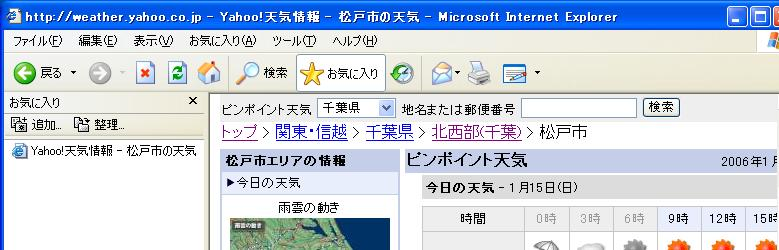 http://weather.yahoo.co.jp - Yahoo!天気情報 - 松戸市の天気 - Microsoft Internet Explorer
ファイル(F) 編集(E) 表示(V) お気に入り(A) ツール(T) ヘルプ(H)
戻る 検索 お気に入り
お気に入り
追加... 整理...
Yahoo!天気情報 - 松戸市の天気
ピンポイント天気 千葉県 地名または郵便番号 検索
トップ > 関東・信越 > 千葉県 > 北西部(千葉) > 松戸市
松戸市エリアの情報
▶今日の天気
雨雲の動き
雨雲の動き
ピンポイント天気 2006年1月
今日の天気 - 1月15日(日)
時間 0時 3時 6時 9時 12時 15時